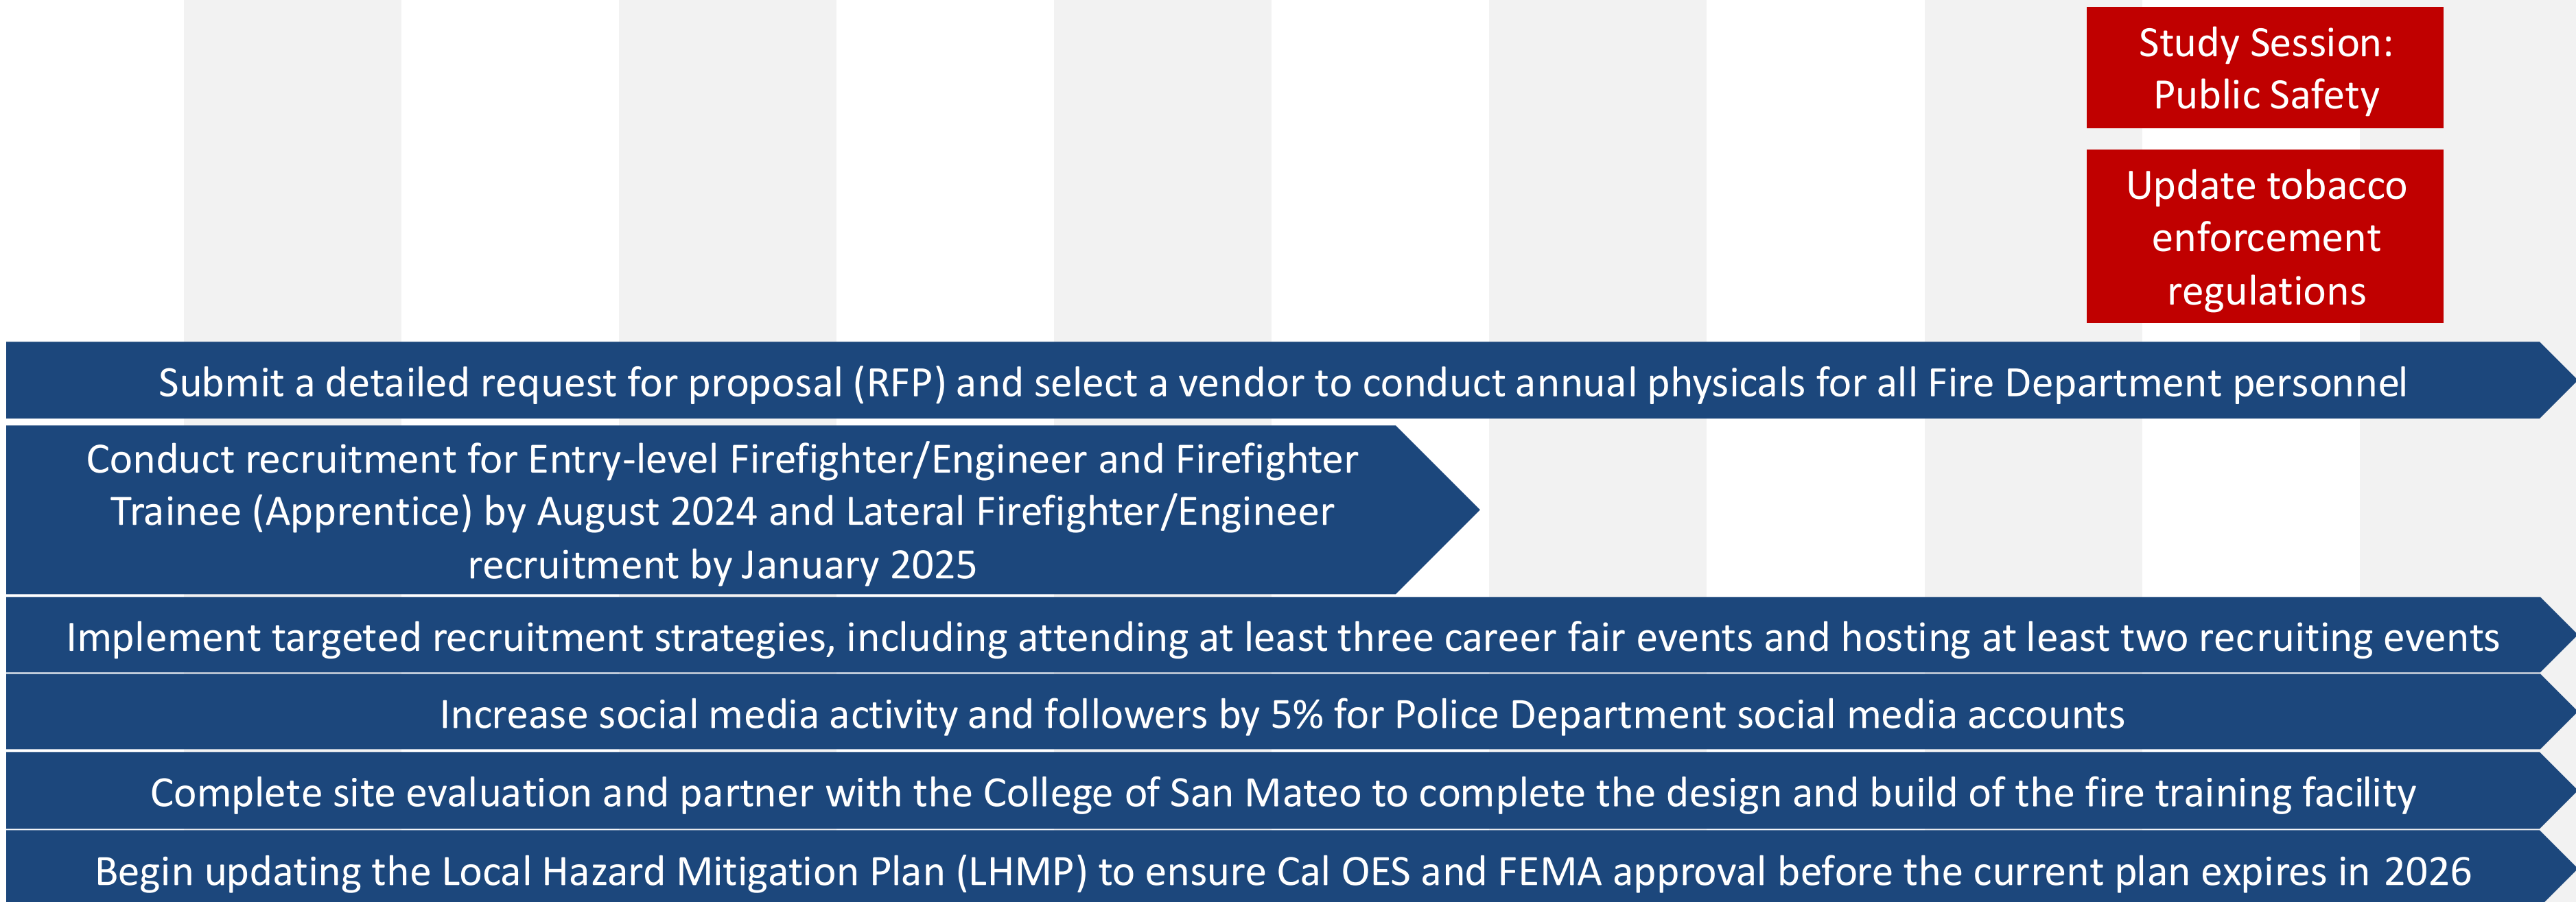 Study Session:
Public Safety
Update tobacco
enforcement
regulations
Submit a detailed request for proposal (RFP) and select a vendor to conduct annual physicals for all Fire Department personnel
Conduct recruitment for Entry-level Firefighter/Engineer and Firefighter
Trainee (Apprentice) by August 2024 and Lateral Firefighter/Engineer
recruitment by January 2025
Implement targeted recruitment strategies, including attending at least three career fair events and hosting at least two recruiting events
Increase social media activity and followers by 5% for Police Department social media accounts
Complete site evaluation and partner with the College of San Mateo to complete the design and build of the fire training facility
Begin updating the Local Hazard Mitigation Plan (LHMP) to ensure Cal OES and FEMA approval before the current plan expires in 2026